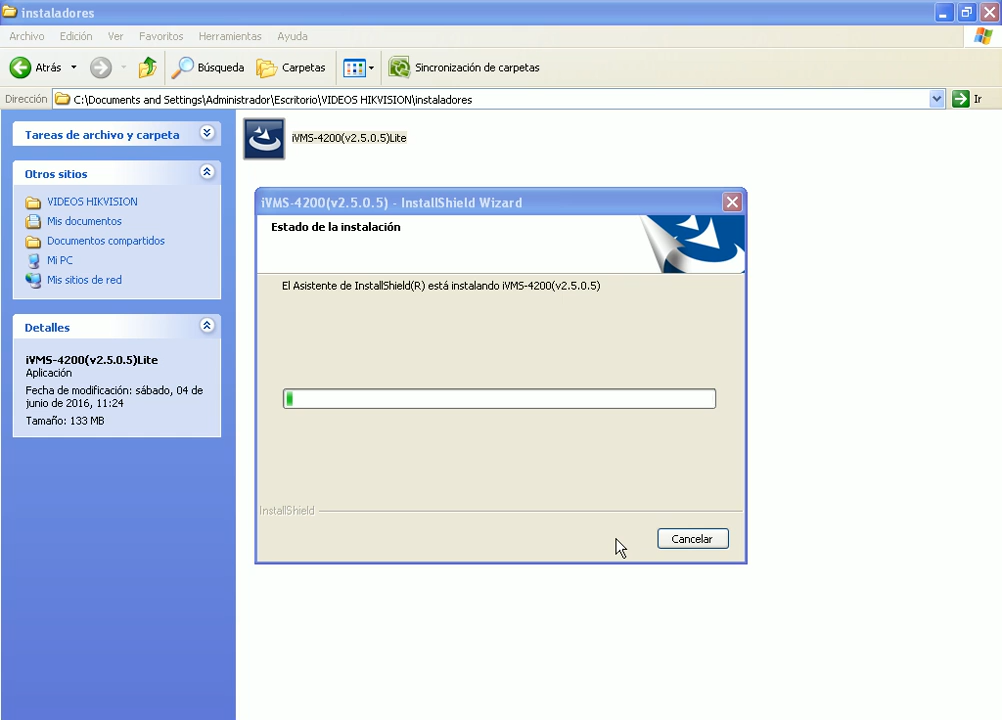 instaladores
Archivo Edición Ver Favoritos Herramientas Ayuda
Atrás Búsqueda Carpetas Sincronización de carpetas
Dirección C:\Documents and Settings\Administrador\Escritorio\VIDEOS HIKVISION\instaladores Ir
Tareas de archivo y carpeta
Otros sitios
VIDEOS HIKVISION
Mis documentos
Documentos compartidos
Mi PC
Mis sitios de red
Detalles
iVMS-4200(v2.5.0.5)Lite
Aplicación
Fecha de modificación: sábado, 04 de
junio de 2016, 11:24
Tamaño: 133 MB
iVMS-4200(v2.5.0.5)Lite
iVMS-4200(v2.5.0.5) - InstallShield Wizard
Estado de la instalación
El Asistente de InstallShield(R) está instalando iVMS-4200(v2.5.0.5)
InstallShield
Cancelar